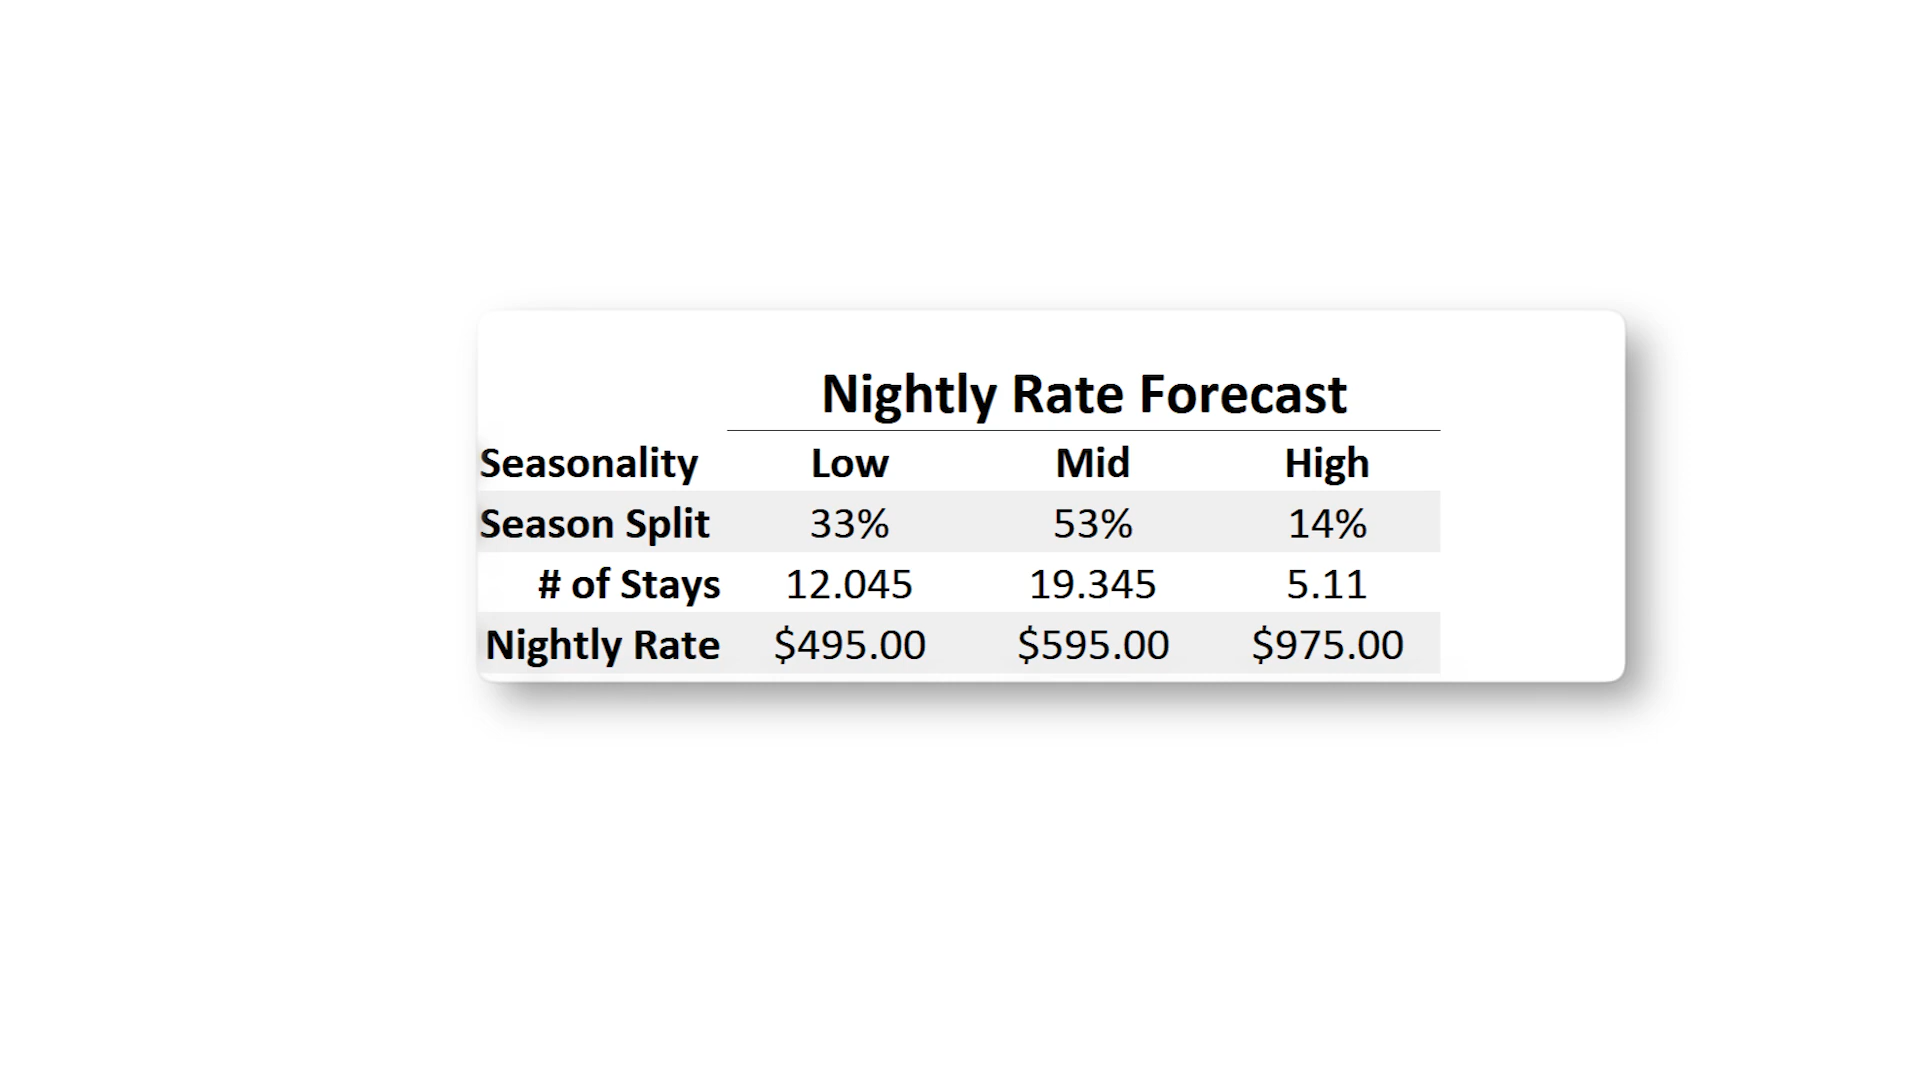 Nightly Rate Forecast
Seasonality Low Mid High
Season Split 33% 53% 14%
# of Stays 12.045 19.345 5.11
Nightly Rate $495.00 $595.00 $975.00